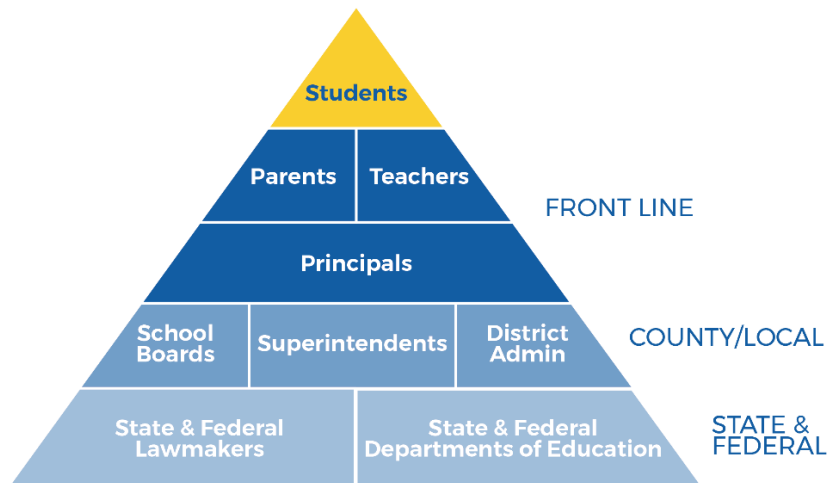 Students
Parents
Teachers
FRONT LINE
Principals
School
Boards
Superintendents
District
Admin
COUNTY/LOCAL
State & Federal
Lawmakers
State & Federal
Departments of Education
STATE &
FEDERAL